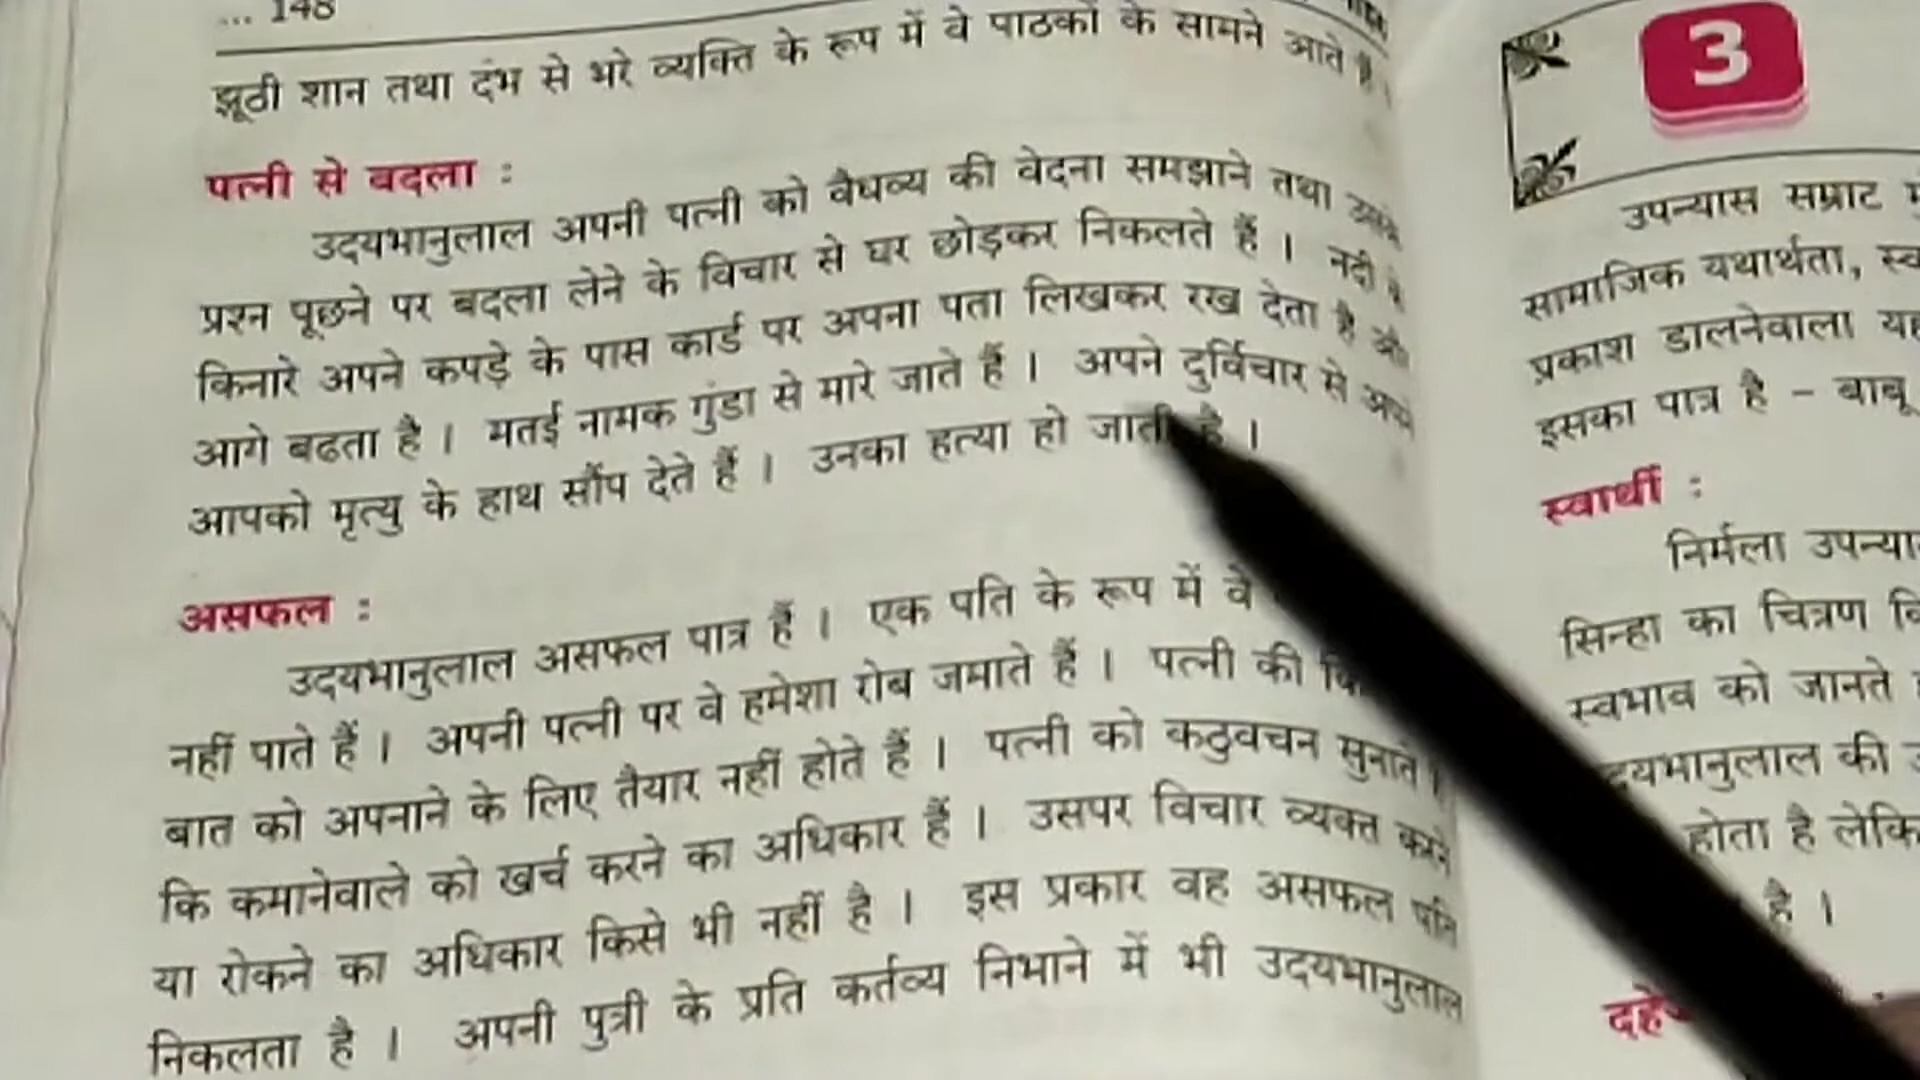 ... 148
झूठी शान तथा दंभ से भरे व्यक्ति के रूप में वे पाठकों के सामने आते
पत्नी से बदला :
उदयभानुलाल अपनी पत्नी को वैधव्य की वेदना समझाने तथा
प्रश्न पूछने पर बदला लेने के विचार से घर छोड़कर निकलते हैं । नदी
किनारे अपने कपड़े के पास कार्ड पर अपना पता लिखकर रख देता है
आगे बढता है । मतई नामक गुंडा से मारे जाते हैं । अपने दुर्विचार से
आपको मृत्यु के हाथ सौंप देते हैं । उनका हत्या हो जाती है ।
असफल :
उदयभानुलाल असफल पात्र हैं । एक पति के रूप में वे
नहीं पाते हैं । अपनी पत्नी पर वे हमेशा रोब जमाते हैं । पत्नी की
बात को अपनाने के लिए तैयार नहीं होते हैं । पत्नी को कठुवचन सुनाते
कि कमानेवाले को खर्च करने का अधिकार हैं । उसपर विचार व्यक्त करने
या रोकने का अधिकार किसे भी नहीं है । इस प्रकार वह असफल पति
निकलता है । अपनी पुत्री के प्रति कर्तव्य निभाने में भी उदयभानुलाल
3
उपन्यास सम्राट
सामाजिक यथार्थता,
प्रकाश डालनेवाला
इसका पात्र है - बाबू
स्वार्थी :
निर्मला
सिन्हा का चित्रण
स्वभाव को जानते
की
होता है
है ।